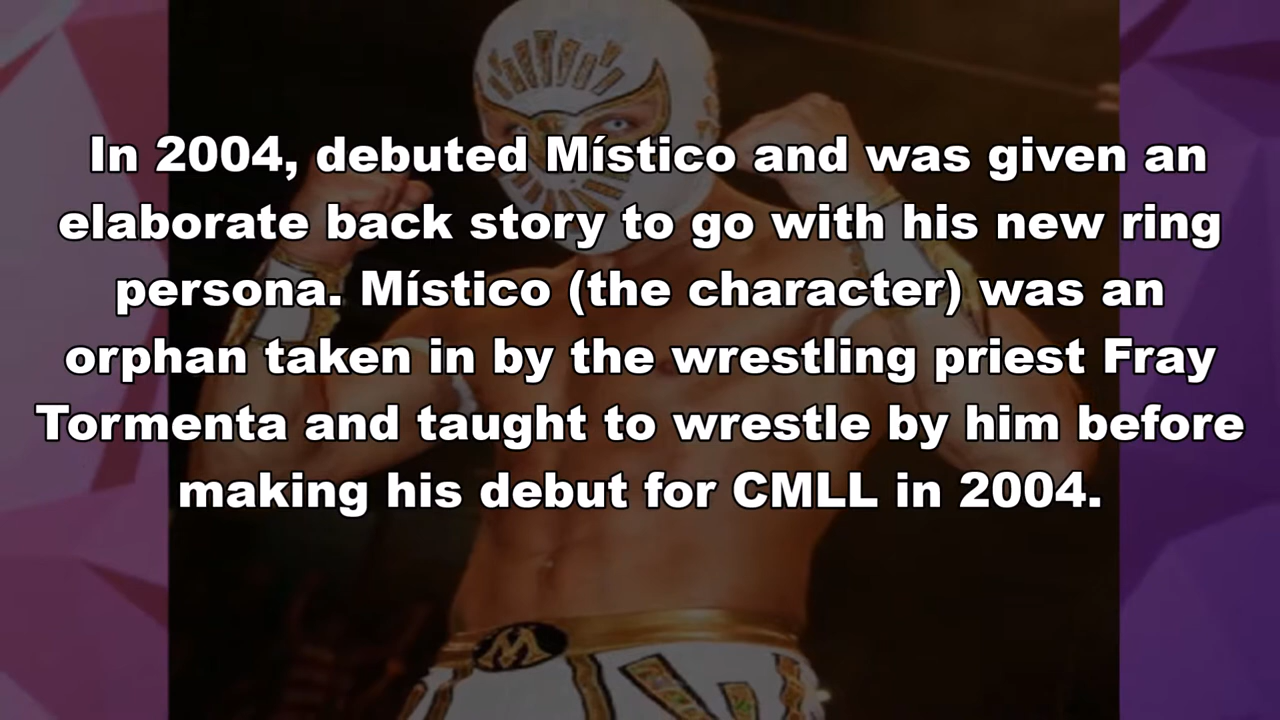 In 2004, debuted Místico and was given an
elaborate back story to go with his new ring
persona. Místico (the character) was an
orphan taken in by the wrestling priest Fray
Tormenta and taught to wrestle by him before
making his debut for CMLL in 2004.
M